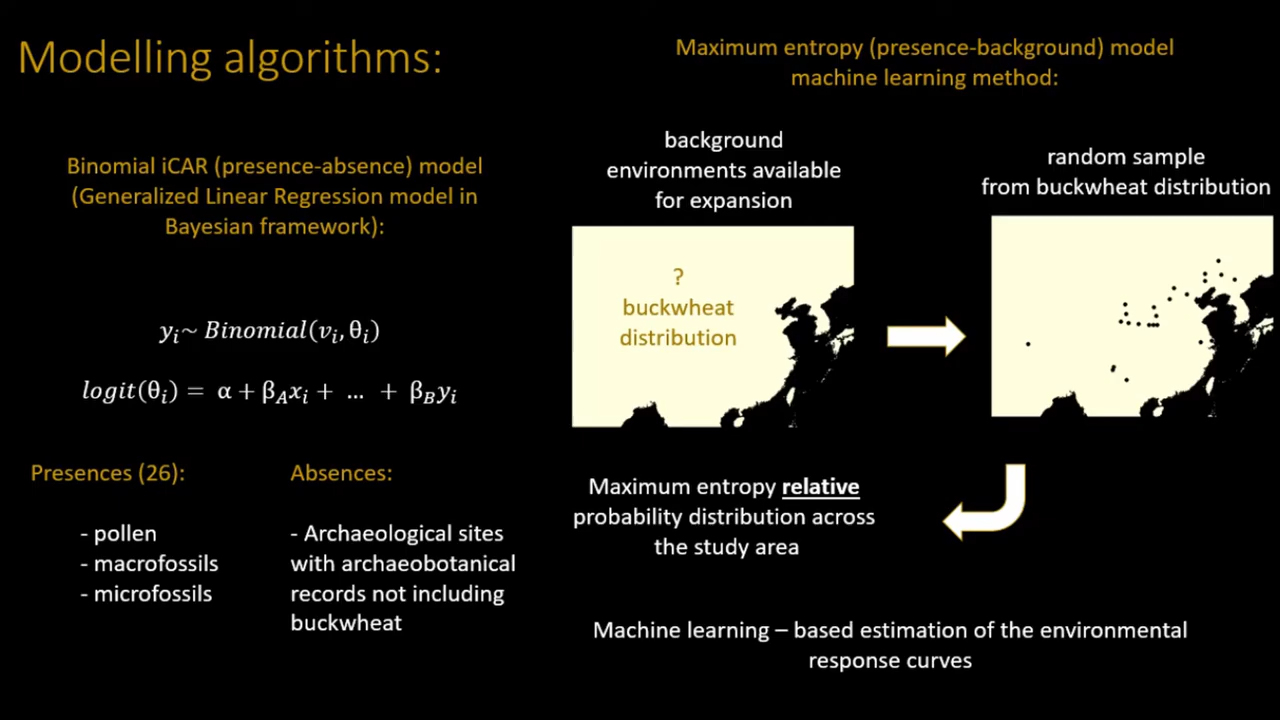 Modelling algorithms:
Binomial iCAR (presence-absence) model
(Generalized Linear Regression model in
Bayesian framework):
𝑦ᵢ~ 𝐵𝑖𝑛𝑜𝑚𝑖𝑎𝑙(𝑣ᵢ,θᵢ)
𝑙𝑜𝑔𝑖𝑡(θᵢ) = α + β_𝐴𝑥ᵢ + … + β_𝐵𝑦ᵢ
Presences (26):
- pollen
- macrofossils
- microfossils
Absences:
- Archaeological sites
with archaeobotanical
records not including
buckwheat
Maximum entropy (presence-background) model
machine learning method:
background
environments available
for expansion
?
buckwheat
distribution
random sample
from buckwheat distribution
Maximum entropy relative
probability distribution across
the study area
Machine learning – based estimation of the environmental
response curves